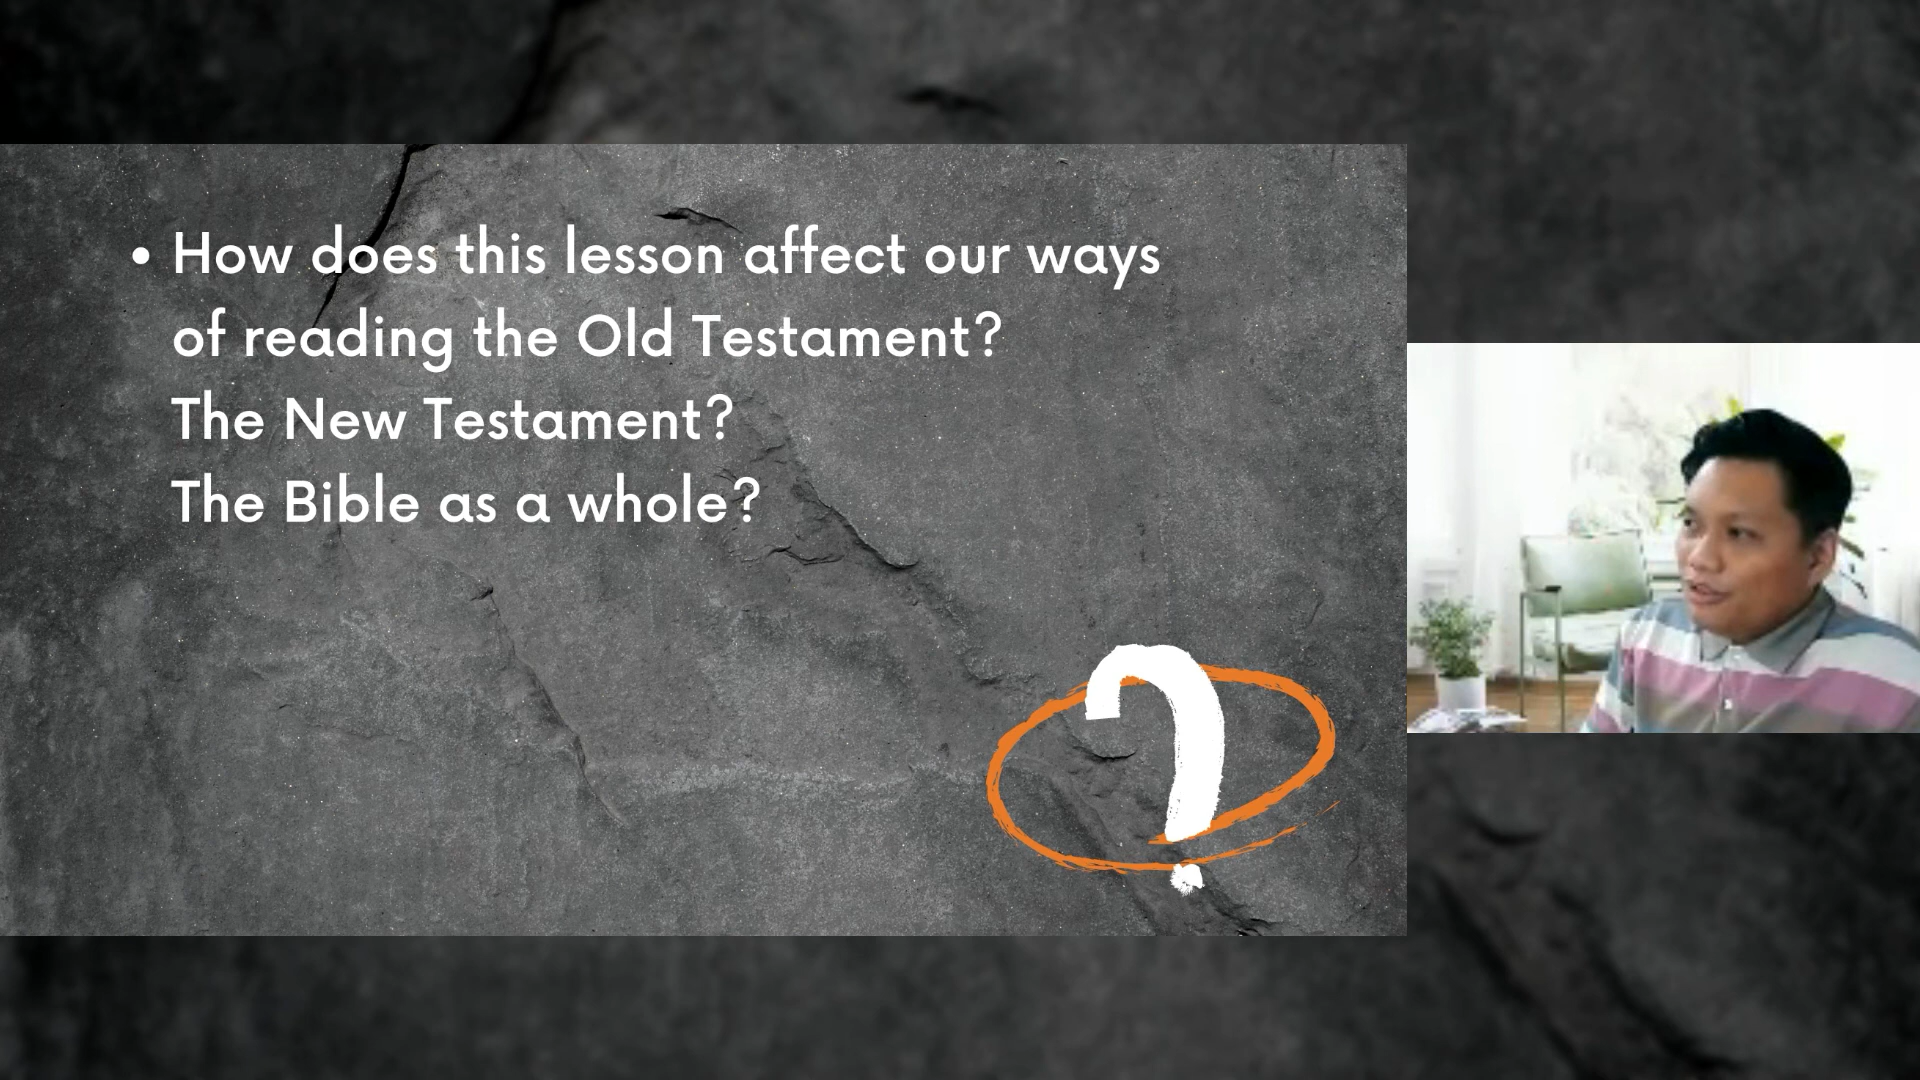 • How does this lesson affect our ways
of reading the Old Testament?
The New Testament?
The Bible as a whole?
?